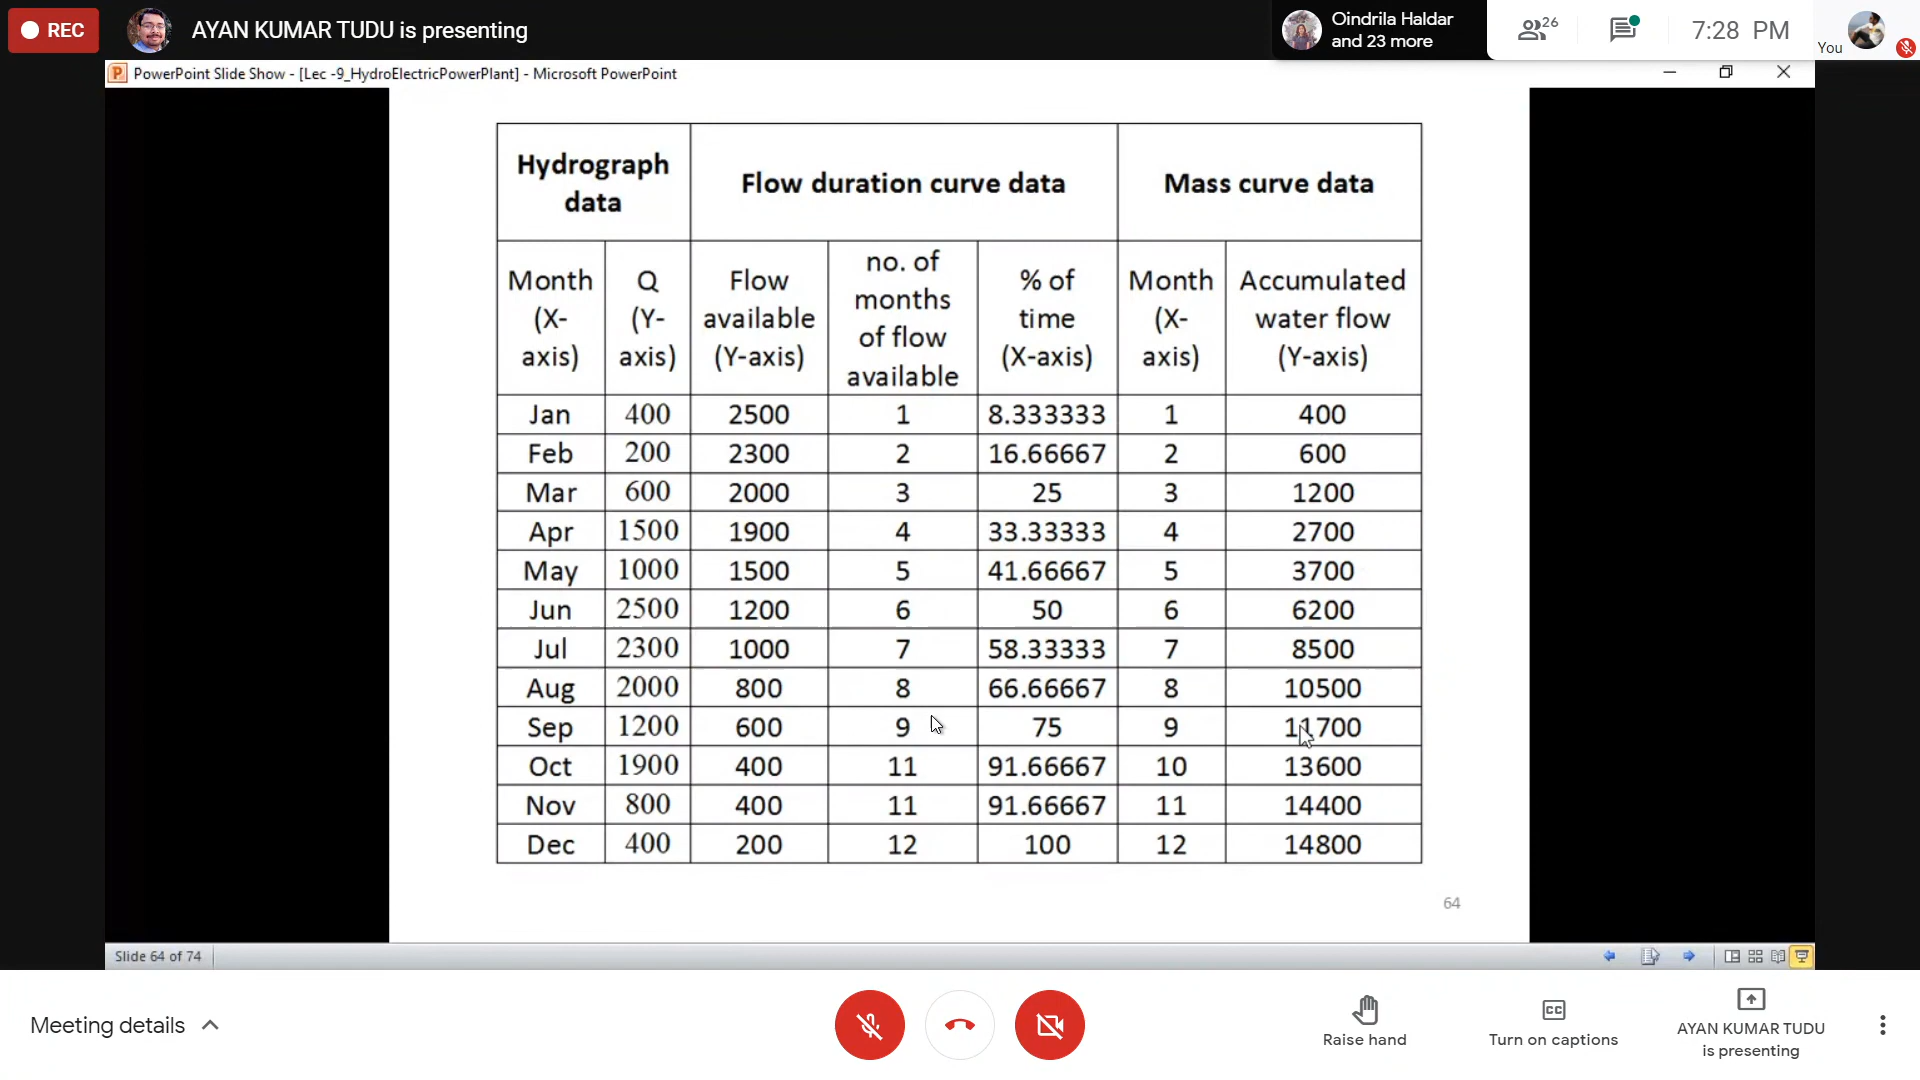 REC
AYAN KUMAR TUDU is presenting
Oindrila Haldar
and 23 more
26
7:28 PM
You
PowerPoint Slide Show - [Lec -9_HydroElectricPowerPlant] - Microsoft PowerPoint
Hydrograph data Flow duration curve data Mass curve data
Month (X-axis) Q (Y-axis) Flow available (Y-axis) no. of months of flow available % of time (X-axis) Month (X-axis) Accumulated water flow (Y-axis)
Jan 400 2500 1 8.333333 1 400
Feb 200 2300 2 16.66667 2 600
Mar 600 2000 3 25 3 1200
Apr 1500 1900 4 33.33333 4 2700
May 1000 1500 5 41.66667 5 3700
Jun 2500 1200 6 50 6 6200
Jul 2300 1000 7 58.33333 7 8500
Aug 2000 800 8 66.66667 8 10500
Sep 1200 600 9 75 9 11700
Oct 1900 400 11 91.66667 10 13600
Nov 800 400 11 91.66667 11 14400
Dec 400 200 12 100 12 14800
64
Slide 64 of 74
Meeting details
Raise hand
Turn on captions
AYAN KUMAR TUDU
is presenting